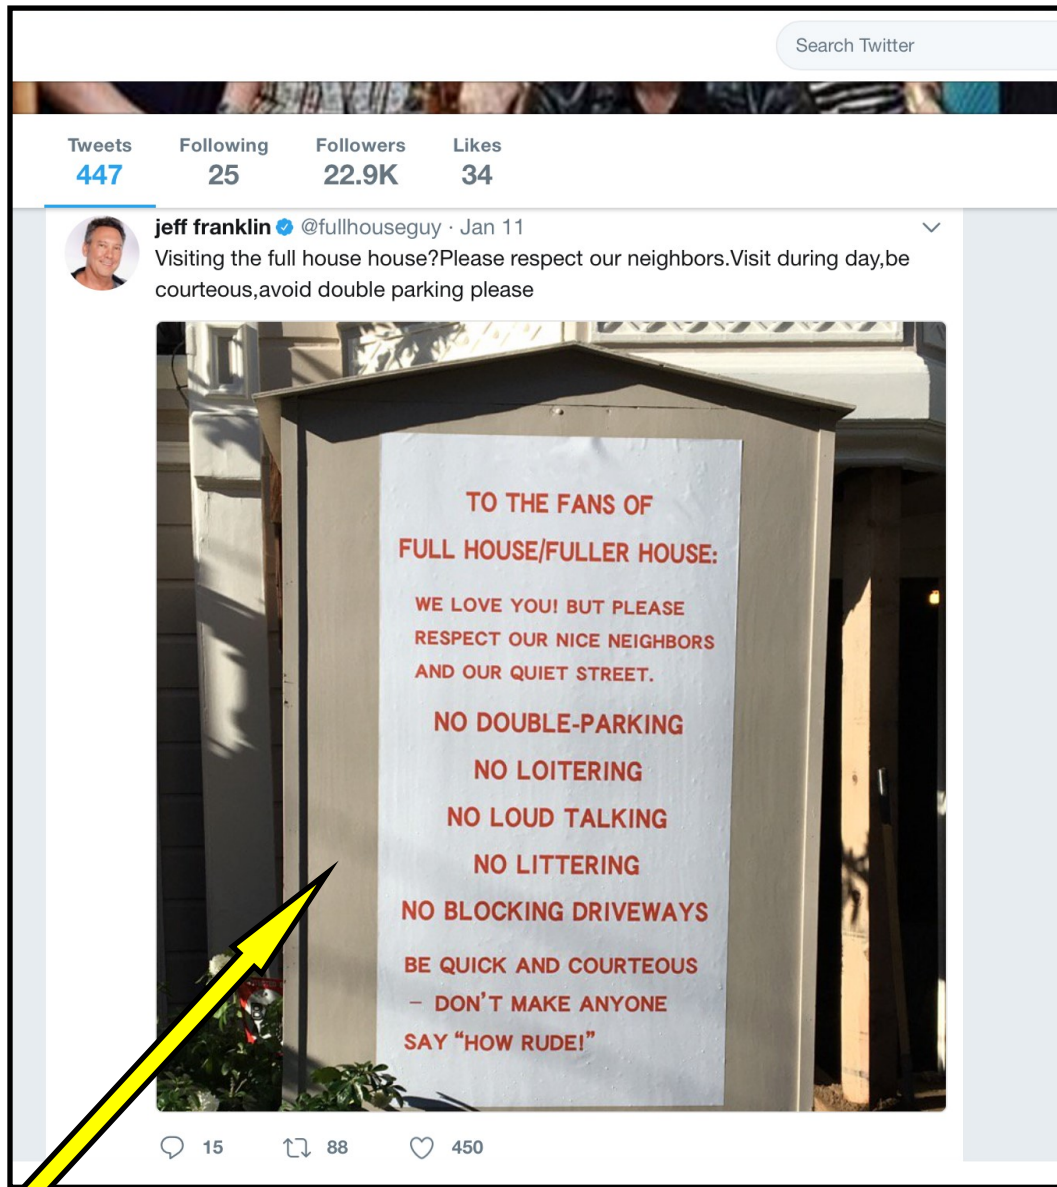 Search Twitter
Tweets Following Followers Likes
447 25 22.9K 34
jeff franklin @fullhouseguy · Jan 11
Visiting the full house house?Please respect our neighbors.Visit during day,be
courteous,avoid double parking please
TO THE FANS OF
FULL HOUSE/FULLER HOUSE:
WE LOVE YOU! BUT PLEASE
RESPECT OUR NICE NEIGHBORS
AND OUR QUIET STREET.
NO DOUBLE-PARKING
NO LOITERING
NO LOUD TALKING
NO LITTERING
NO BLOCKING DRIVEWAYS
BE QUICK AND COURTEOUS
– DON'T MAKE ANYONE
SAY “HOW RUDE!”
15 88 450